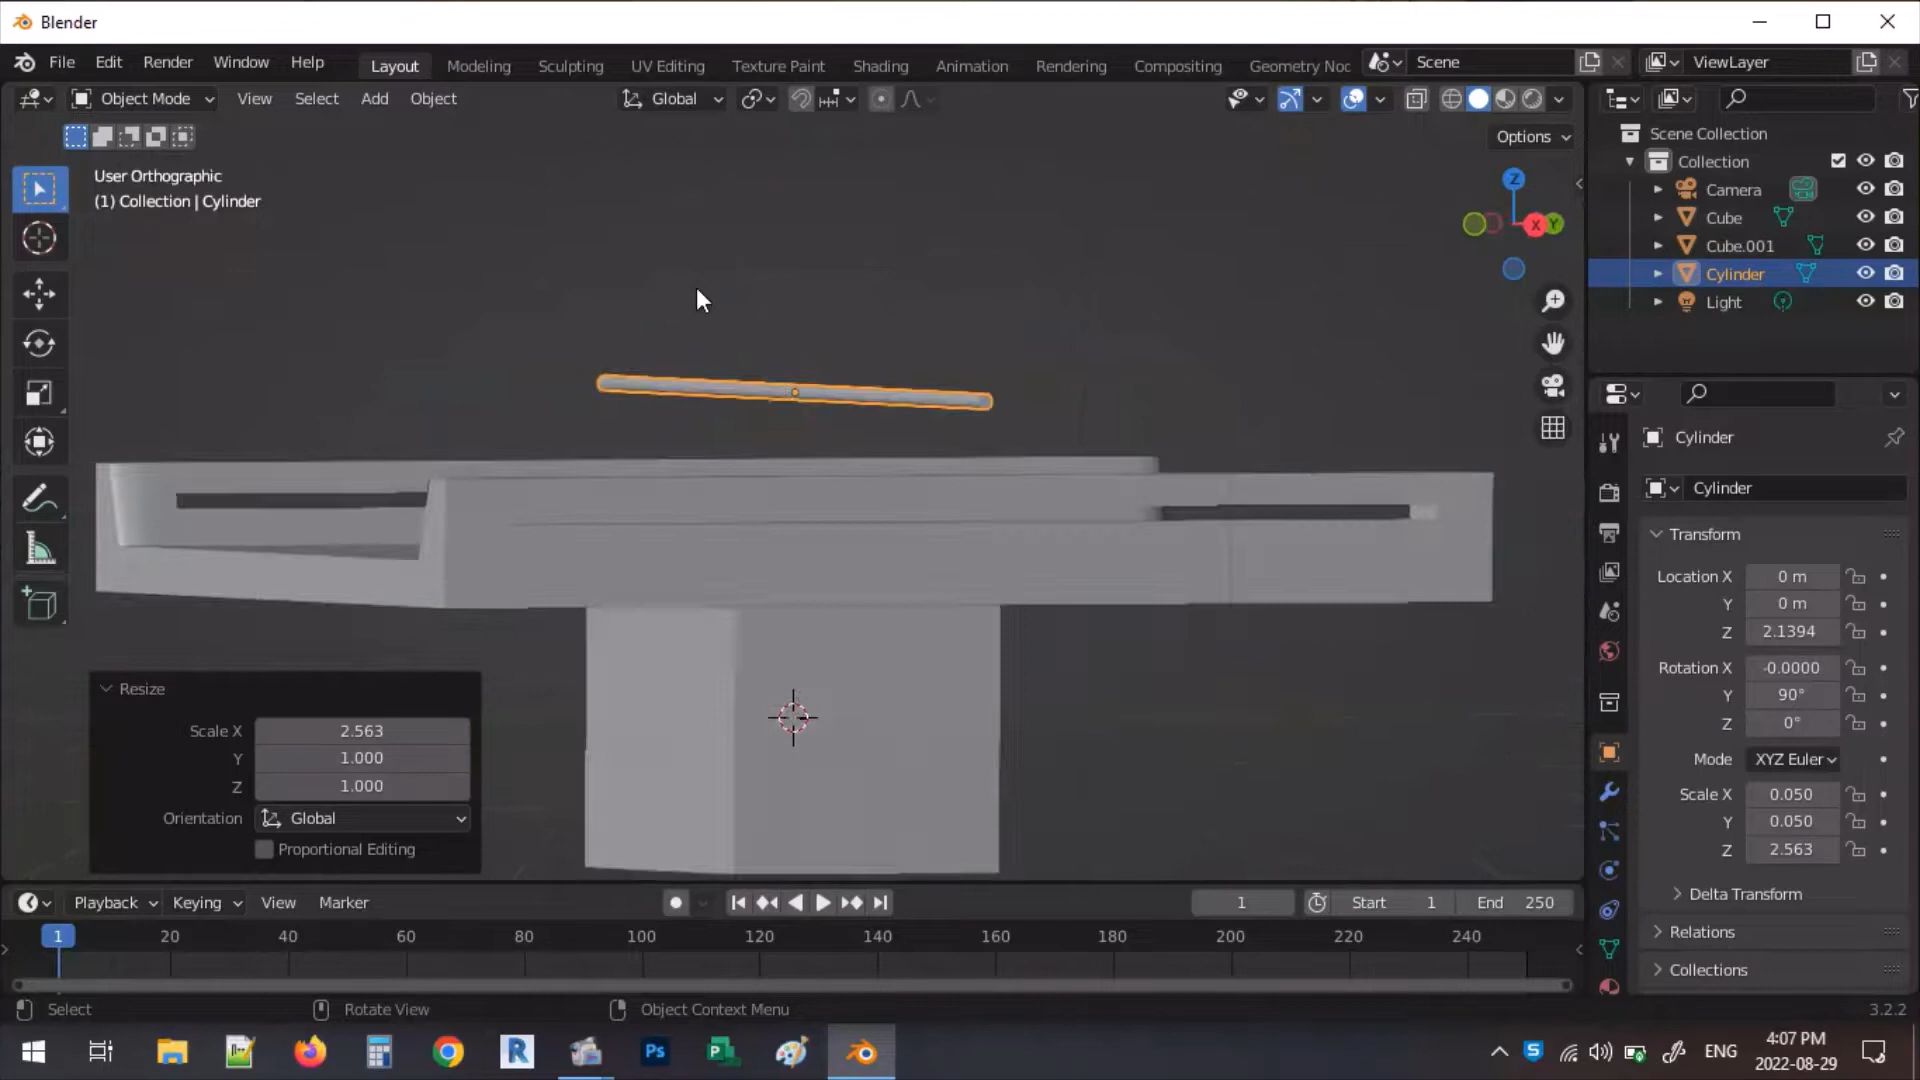 Blender
File Edit Render Window Help Layout Modeling Sculpting UV Editing Texture Paint Shading Animation Rendering Compositing Geometry Noc Scene ViewLayer
Object Mode View Select Add Object Global
Options
User Orthographic
(1) Collection | Cylinder
Z
X
Y
Resize
Scale X 2.563
Y 1.000
Z 1.000
Orientation Global
Proportional Editing
Scene Collection
Collection
Camera
Cube
Cube.001
Cylinder
Light
Cylinder
Cylinder
Transform
Location X 0 m
Y 0 m
Z 2.1394
Rotation X -0.0000
Y 90°
Z 0°
Mode XYZ Euler
Scale X 0.050
Y 0.050
Z 2.563
Delta Transform
Relations
Collections
Playback Keying View Marker 1 Start 1 End 250
1 20 40 60 80 100 120 140 160 180 200 220 240
Select Rotate View Object Context Menu 3.2.2
R Ps P S ENG 4:07 PM
2022-08-29